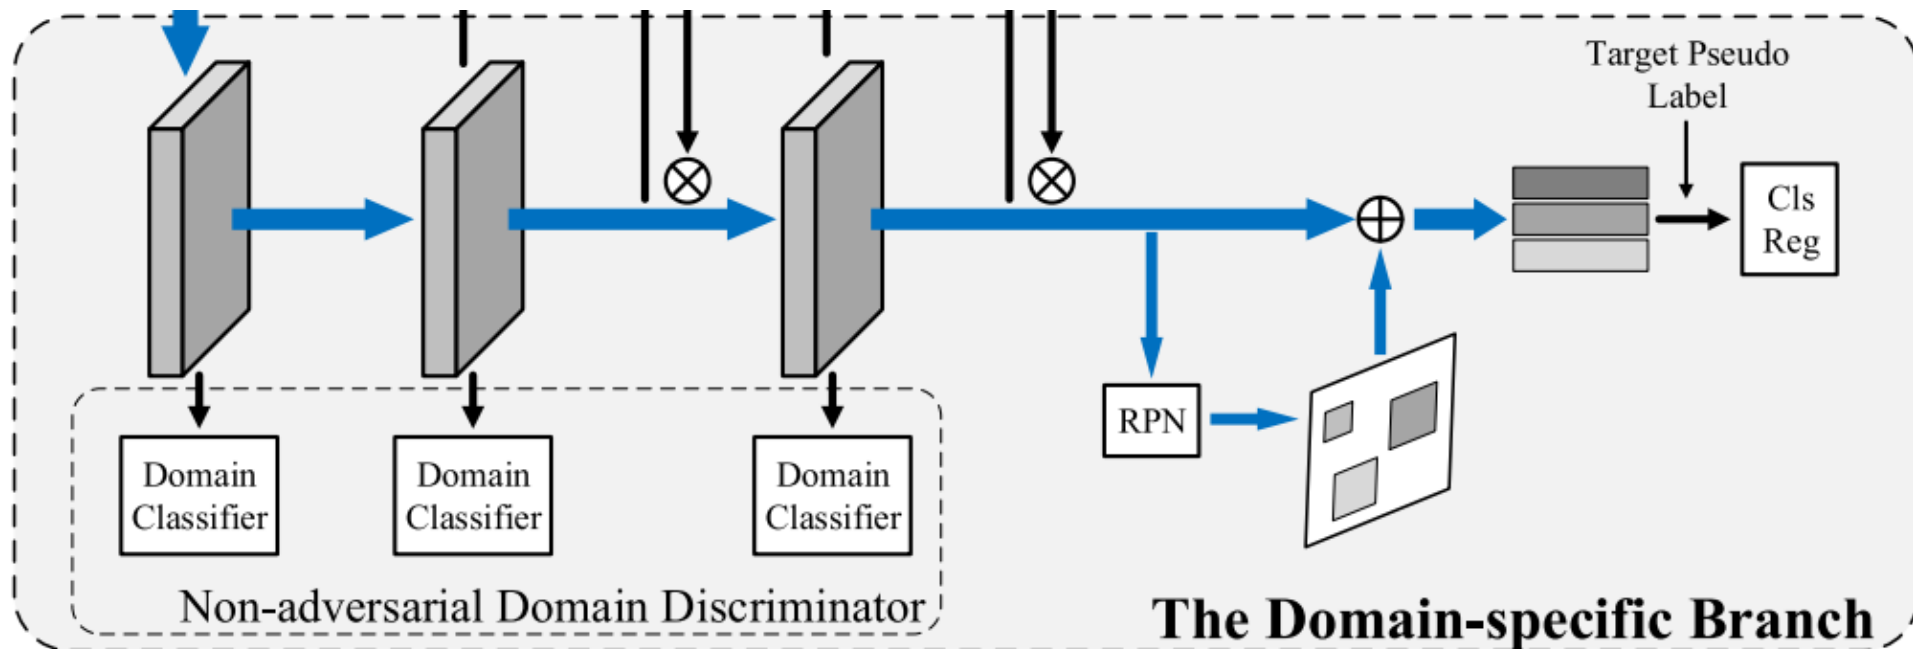 Target Pseudo
Label
Cls
Reg
RPN
Domain
Classifier
Domain
Classifier
Domain
Classifier
Non-adversarial Domain Discriminator
The Domain-specific Branch